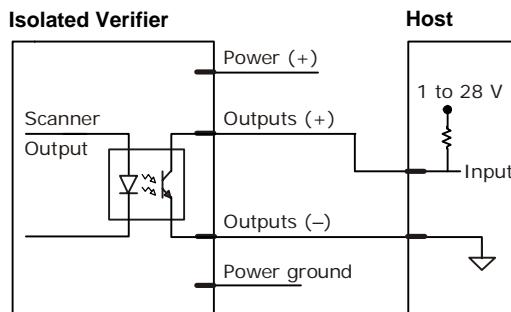 Isolated Verifier
Host
Power (+)
1 to 28 V
Scanner
Output
Outputs (+)
Input
Outputs (–)
Power ground